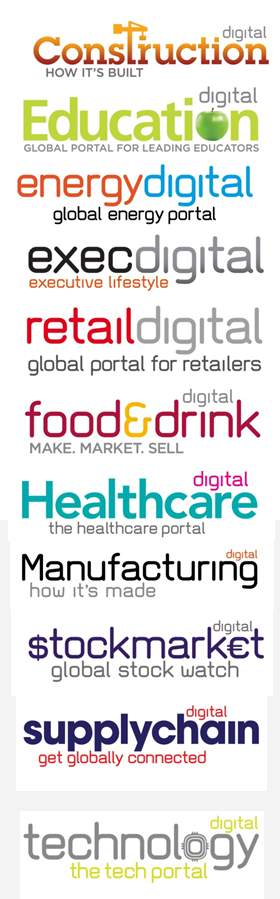 digital
Construction
HOW IT'S BUILT
digital
Education
GLOBAL PORTAL FOR LEADING EDUCATORS
energydigital
global energy portal
execdigital
executive lifestyle
retaildigital
global portal for retailers
digital
food&drink
MAKE. MARKET. SELL
digital
Healthcare
the healthcare portal
digital
Manufacturing
how it's made
digital
$tockmark€t
global stock watch
digital
supplychain
get globally connected
digital
technology
the tech portal